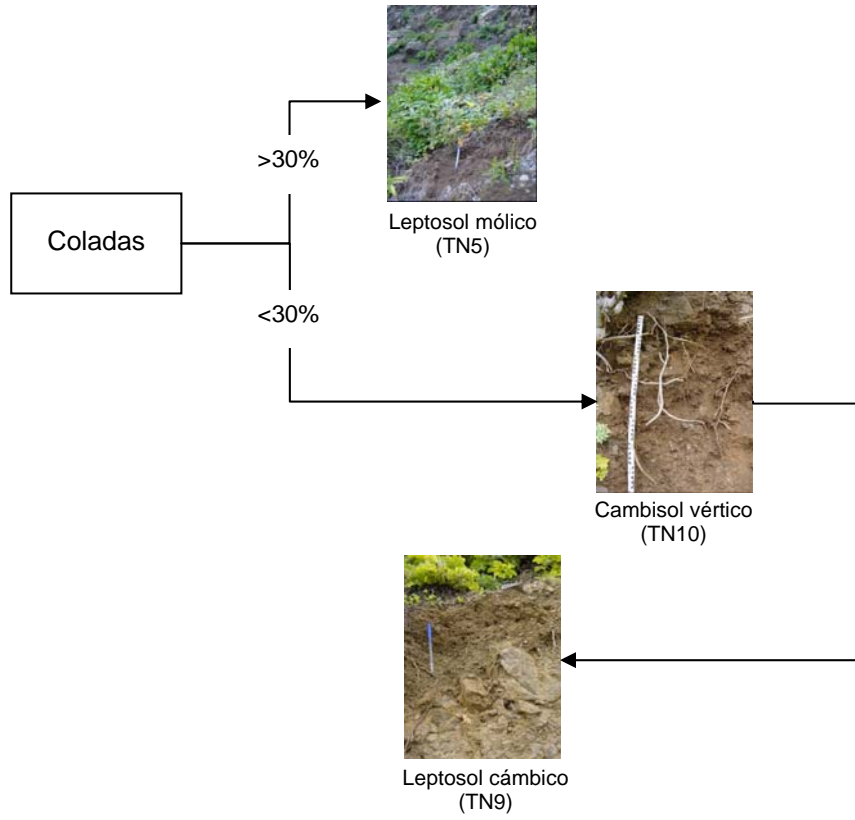 >30%
Leptosol mólico
(TN5)
Coladas
<30%
Cambisol vértico
(TN10)
Leptosol cámbico
(TN9)